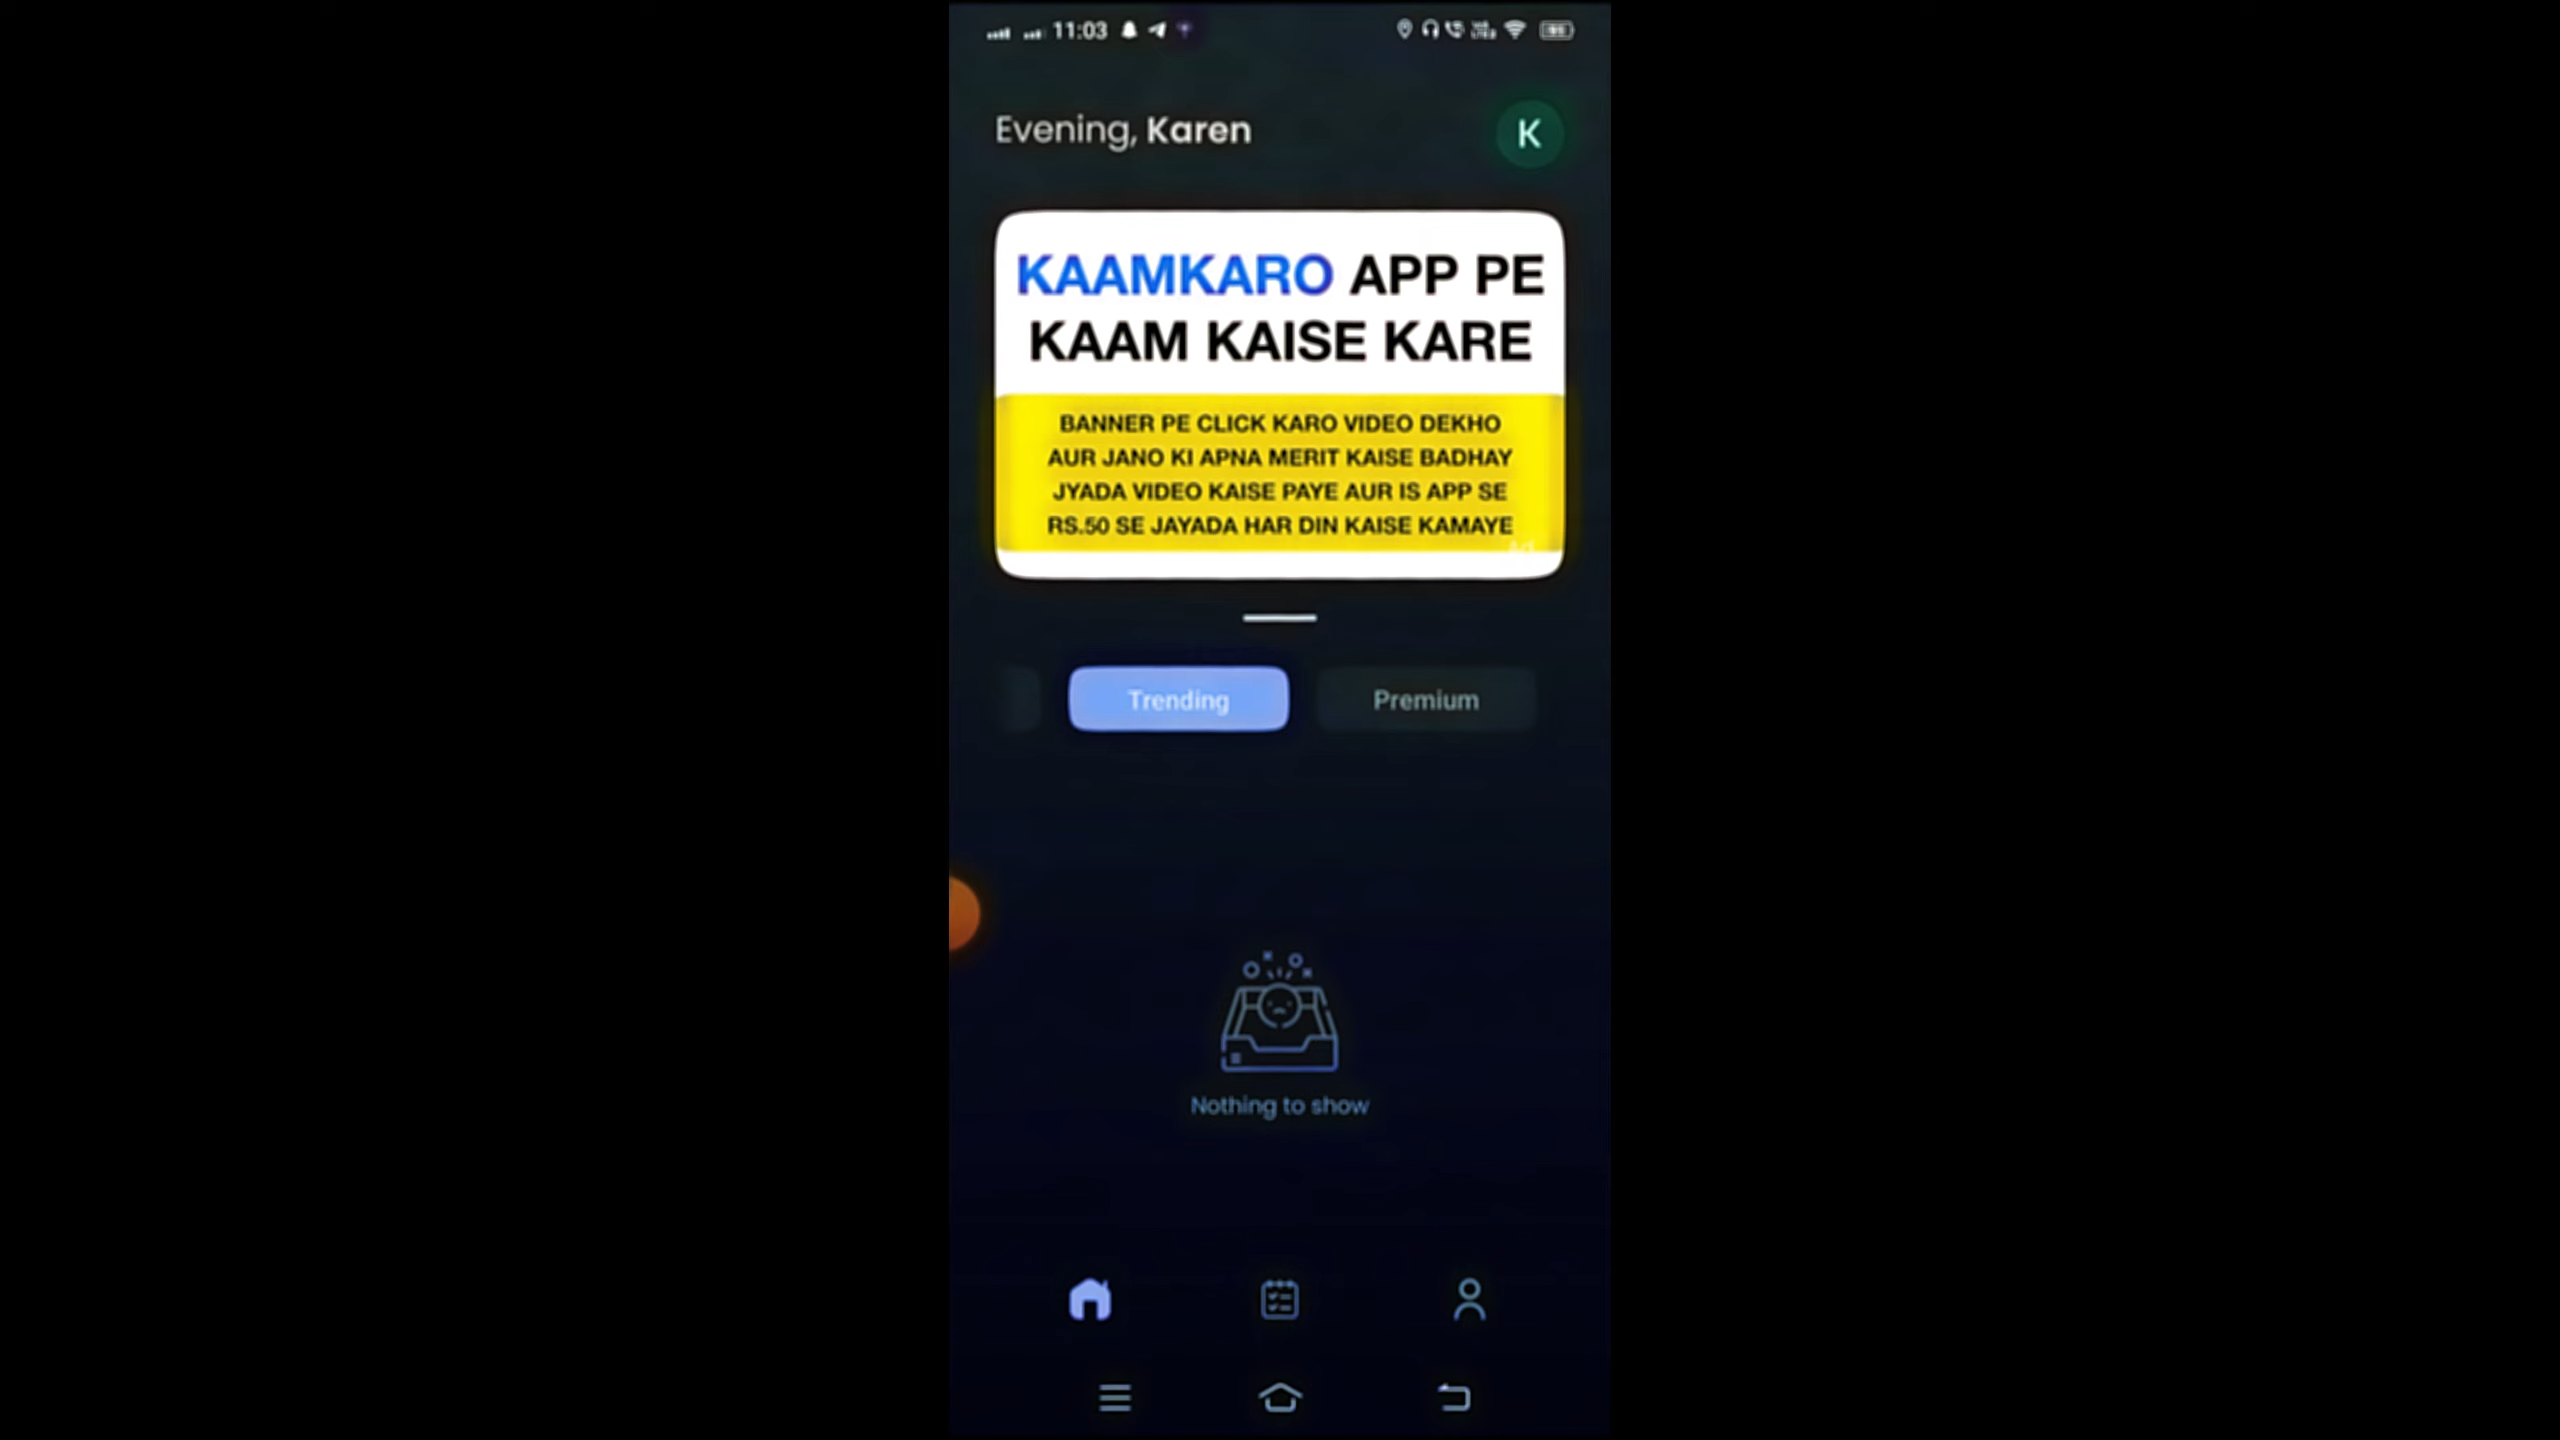 11:03
Evening, Karen
K
KAAMKARO APP PE
KAAM KAISE KARE
BANNER PE CLICK KARO VIDEO DEKHO
AUR JANO KI APNA MERIT KAISE BADHAY
JYADA VIDEO KAISE PAYE AUR IS APP SE
RS.50 SE JAYADA HAR DIN KAISE KAMAYE
Ad
Trending
Premium
Nothing to show